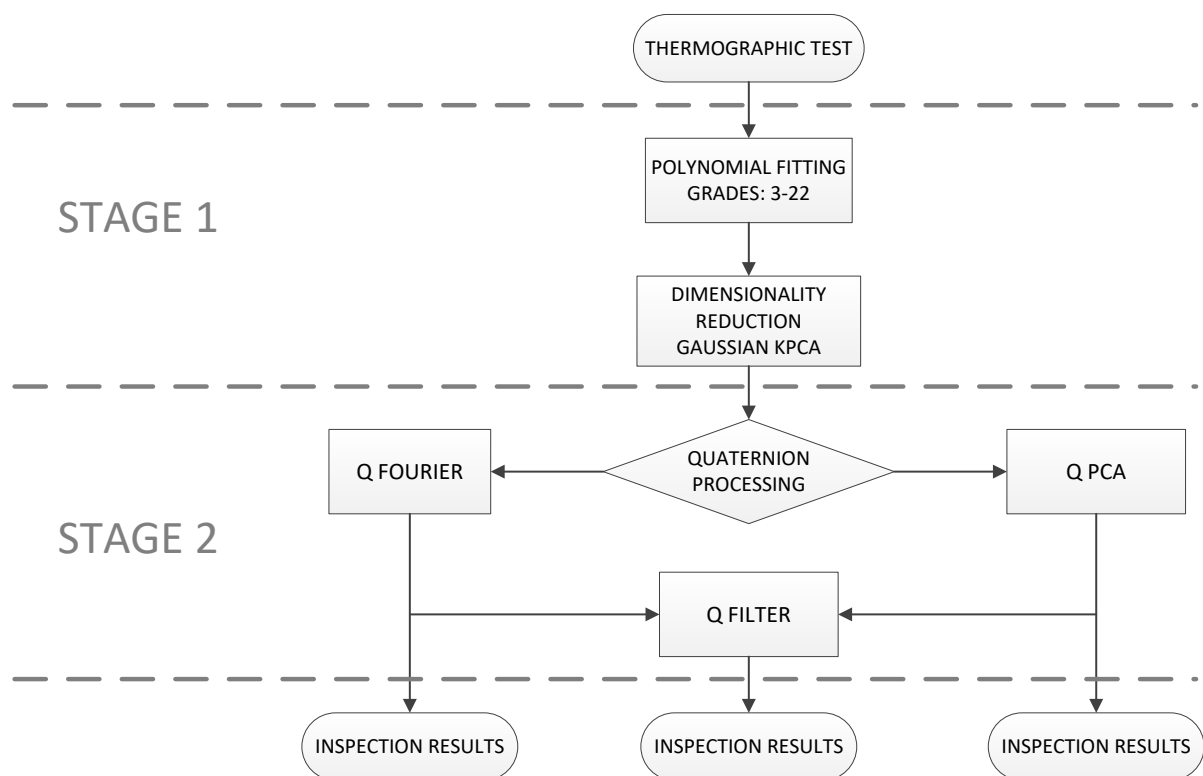 THERMOGRAPHIC TEST
STAGE 1
POLYNOMIAL FITTING
GRADES: 3-22
DIMENSIONALITY
REDUCTION
GAUSSIAN KPCA
STAGE 2
Q FOURIER
QUATERNION
PROCESSING
Q PCA
Q FILTER
INSPECTION RESULTS
INSPECTION RESULTS
INSPECTION RESULTS